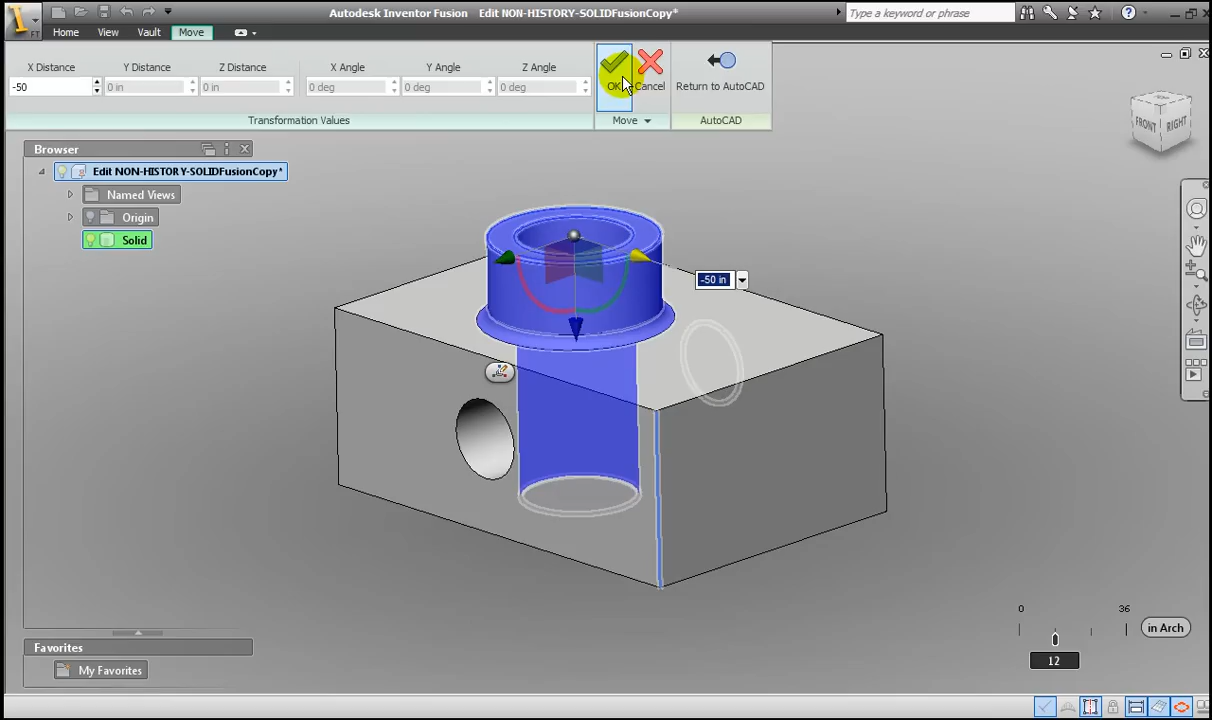 Autodesk Inventor Fusion Edit NON-HISTORY-SOLIDFusionCopy*
Type a keyword or phrase
FT
Home View Vault Move
X Distance Y Distance Z Distance X Angle Y Angle Z Angle
-50 0 in 0 in 0 deg 0 deg 0 deg
OK Cancel Return to AutoCAD
Transformation Values Move AutoCAD
Browser
Edit NON-HISTORY-SOLIDFusionCopy*
Named Views
Origin
Solid
FRONT RIGHT
-50 in
0 36
in Arch
12
Favorites
My Favorites